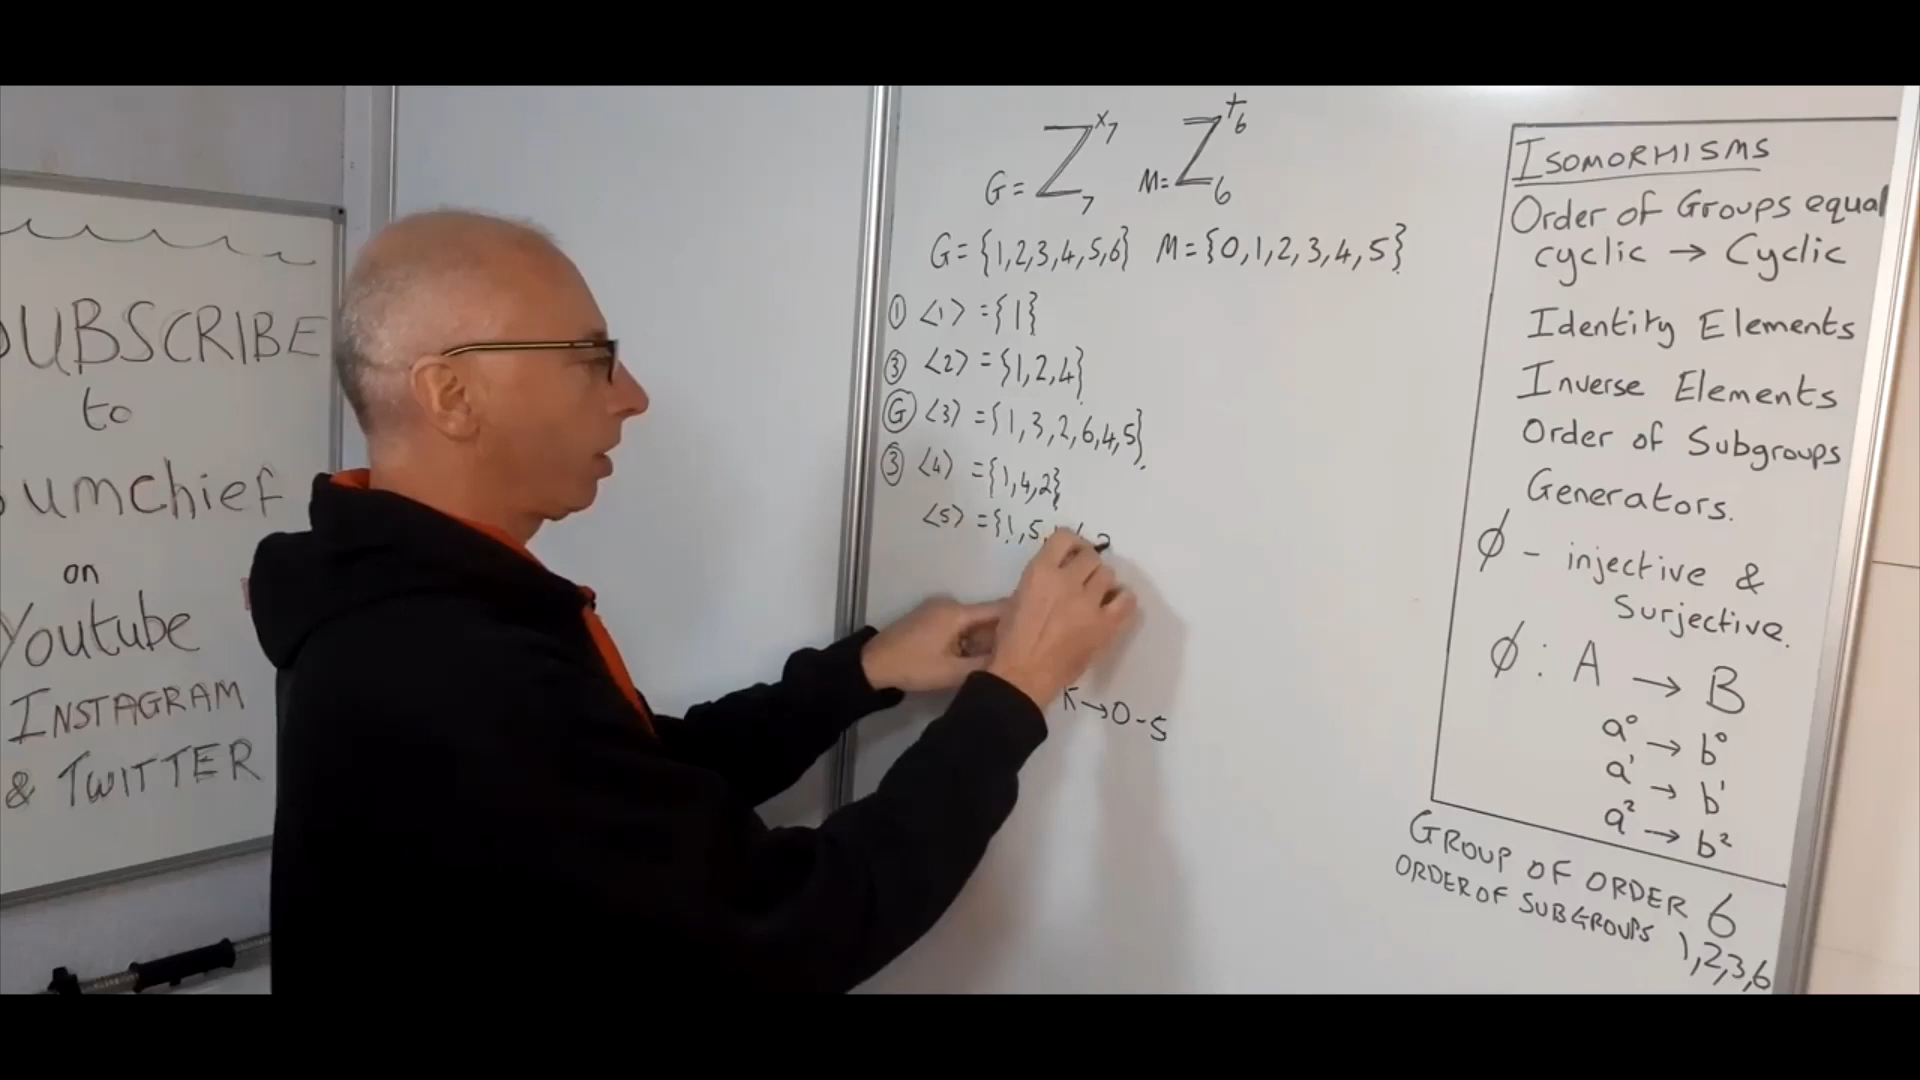 SUBSCRIBE
to
Sumchief
on
Youtube
INSTAGRAM
& TWITTER
G = Z₇ˣ⁷ M = Z₆⁺⁶
G = {1,2,3,4,5,6} M = {0,1,2,3,4,5}
① <1> = {1}
③ <2> = {1,2,4}
Ⓖ <3> = {1,3,2,6,4,5}
③ <4> = {1,4,2}
<5> = {1,5,
K → 0-5
ISOMORHISMS
Order of Groups equal
cyclic → Cyclic
Identity Elements
Inverse Elements
Order of Subgroups
Generators.
ϕ - injective &
Surjective.
ϕ : A → B
a⁰ → b⁰
a¹ → b¹
a² → b²
GROUP OF ORDER 6
ORDER OF SUBGROUPS 1,2,3,6